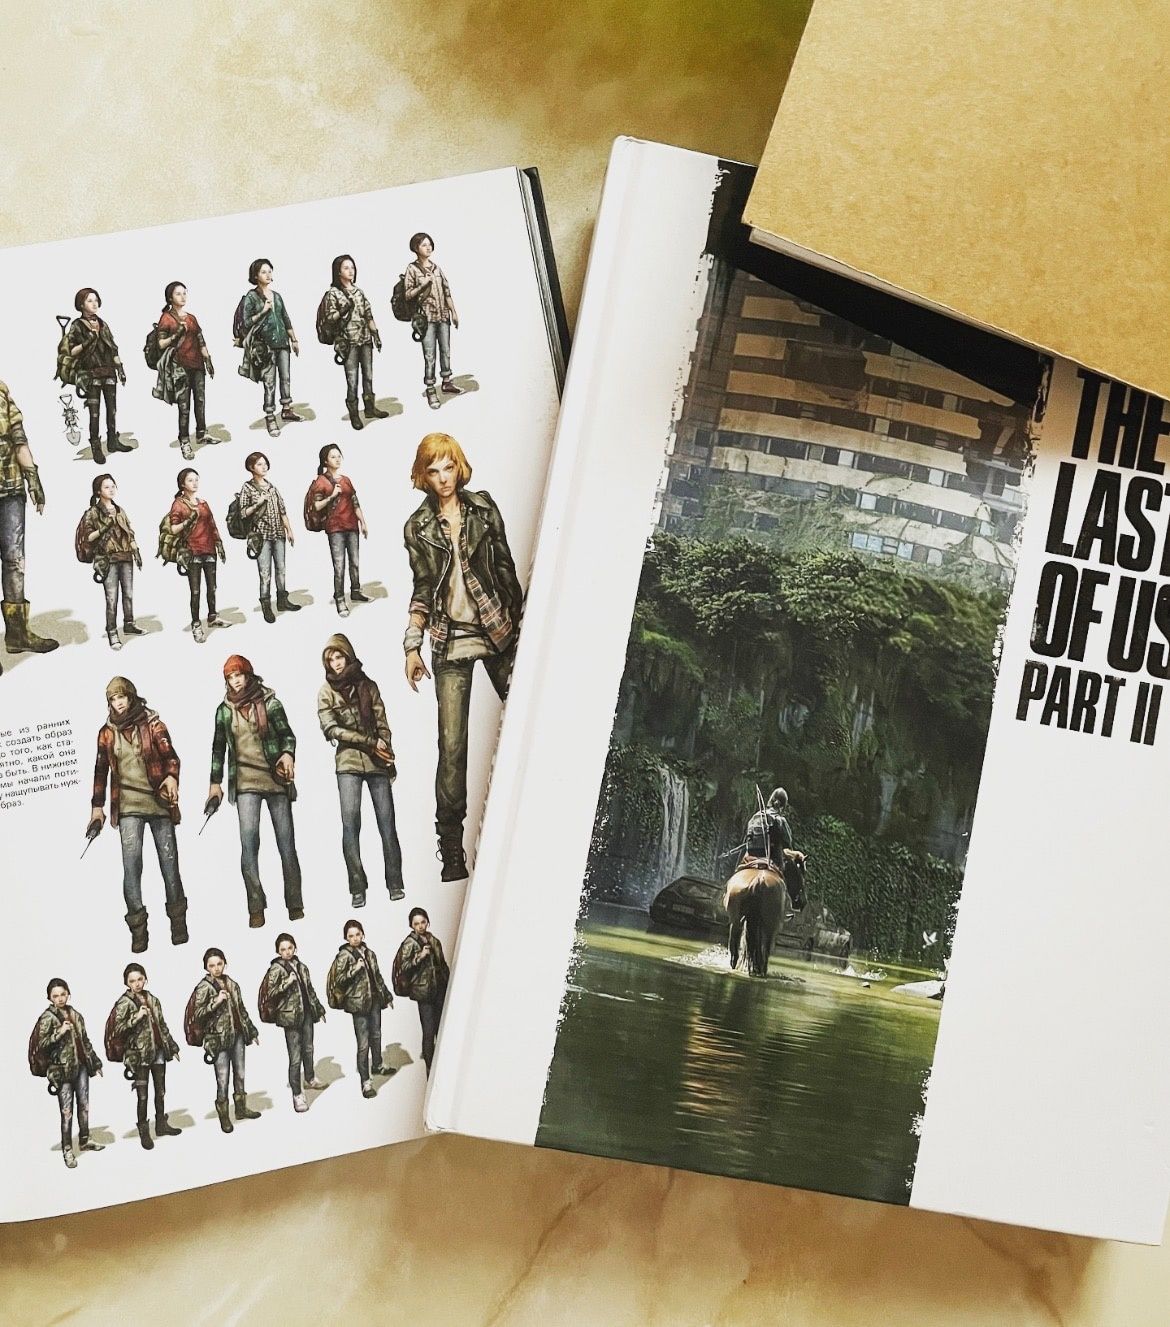 ые из ранних
создать образ
о того, как ста-
ятно, какой она
быть. В нижнем
мы начали поти-
у нащупывать нуж-
браз.
THE
LAST
OF US
PART II